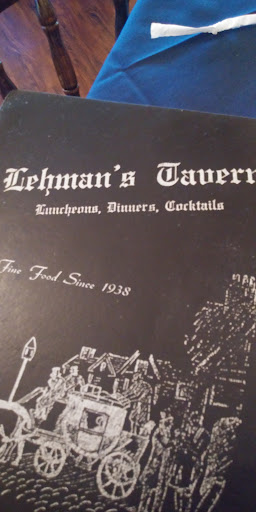 Lehman's Tavern
Luncheons, Dinners, Cocktails
Fine Food Since 1938